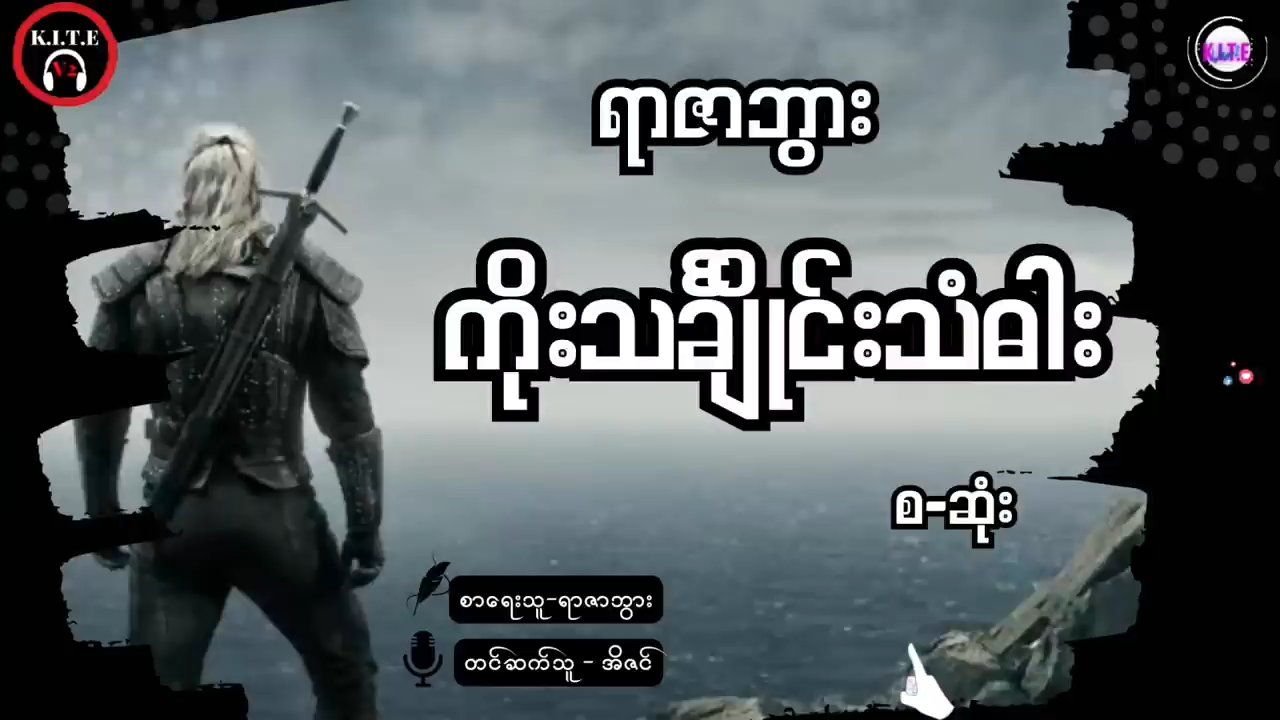 K.I.T.E
V2
K.I.T.E
ရာဇာဘွား
ကိုးသချိုင်းသံဓါး
စ-ဆုံး
စာရေးသူ-ရာဇာဘွား
တင်ဆက်သူ - အိဇင်